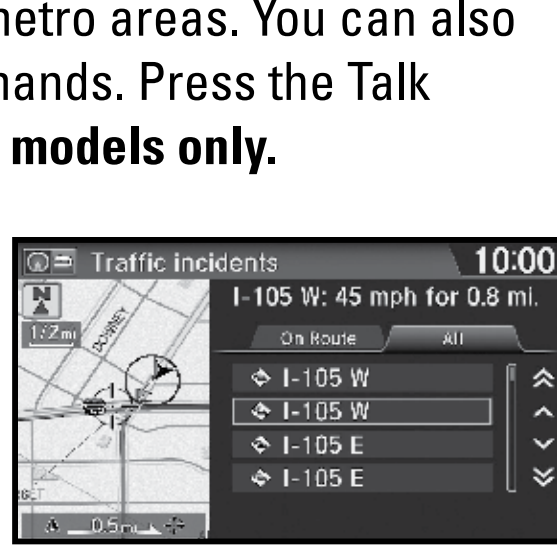 metro areas. You can also
Press the Talk
models only.
Traffic incidents 10:00
N
I-105 W: 45 mph for 0.8 mi.
1/2mi
DOWNEY
On Route All
I-105 W
I-105 W
I-105 E
I-105 E
0.5mi